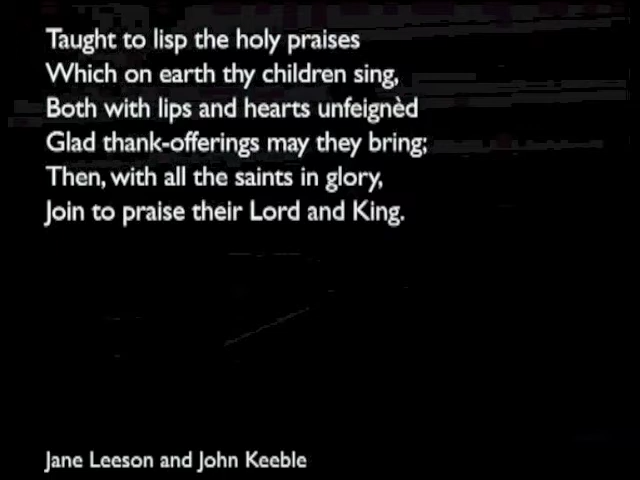 Taught to lisp the holy praises
Which on earth thy children sing,
Both with lips and hearts unfeignèd
Glad thank-offerings may they bring;
Then, with all the saints in glory,
Join to praise their Lord and King.
Jane Leeson and John Keeble